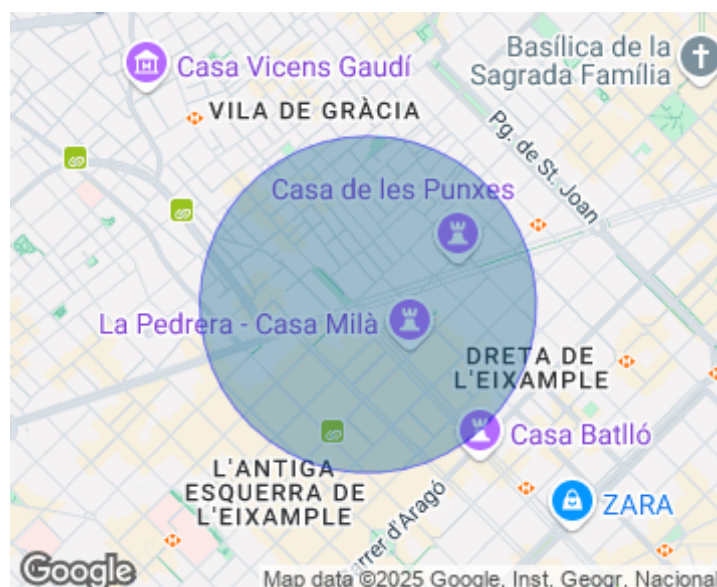 Casa Vicens Gaudí
Basílica de la
Sagrada Família
VILA DE GRÀCIA
Pg. de St. Joan
Casa de les Punxes
La Pedrera - Casa Milà
DRETA DE
L'EIXAMPLE
Casa Batlló
L'ANTIGA
ESQUERRA DE
L'EIXAMPLE
d'Aragó
ZARA
Google
Map data ©2025 Google, Inst. Geogr. Nacional